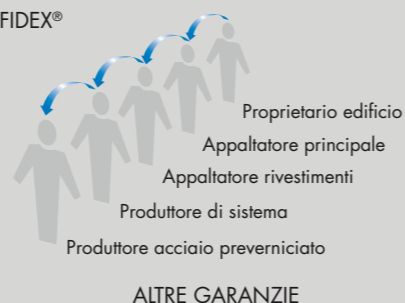 FIDEX®
Proprietario edificio
Appaltatore principale
Appaltatore rivestimenti
Produttore di sistema
Produttore acciaio preverniciato
ALTRE GARANZIE